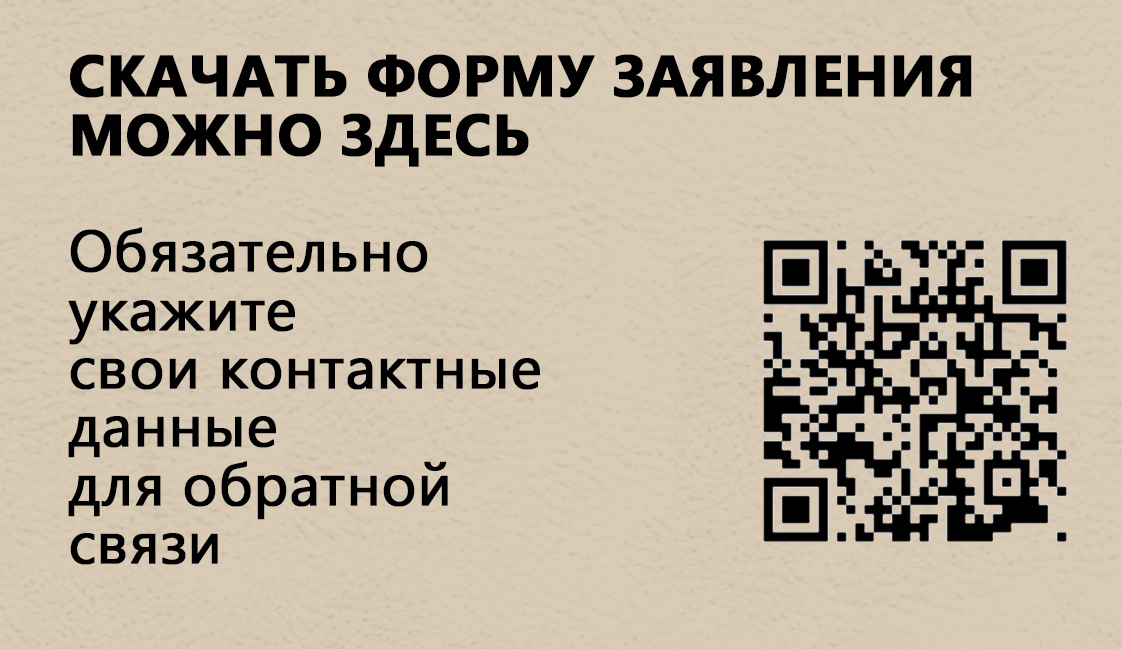 СКАЧАТЬ ФОРМУ ЗАЯВЛЕНИЯ
МОЖНО ЗДЕСЬ
Обязательно
укажите
свои контактные
данные
для обратной
связи